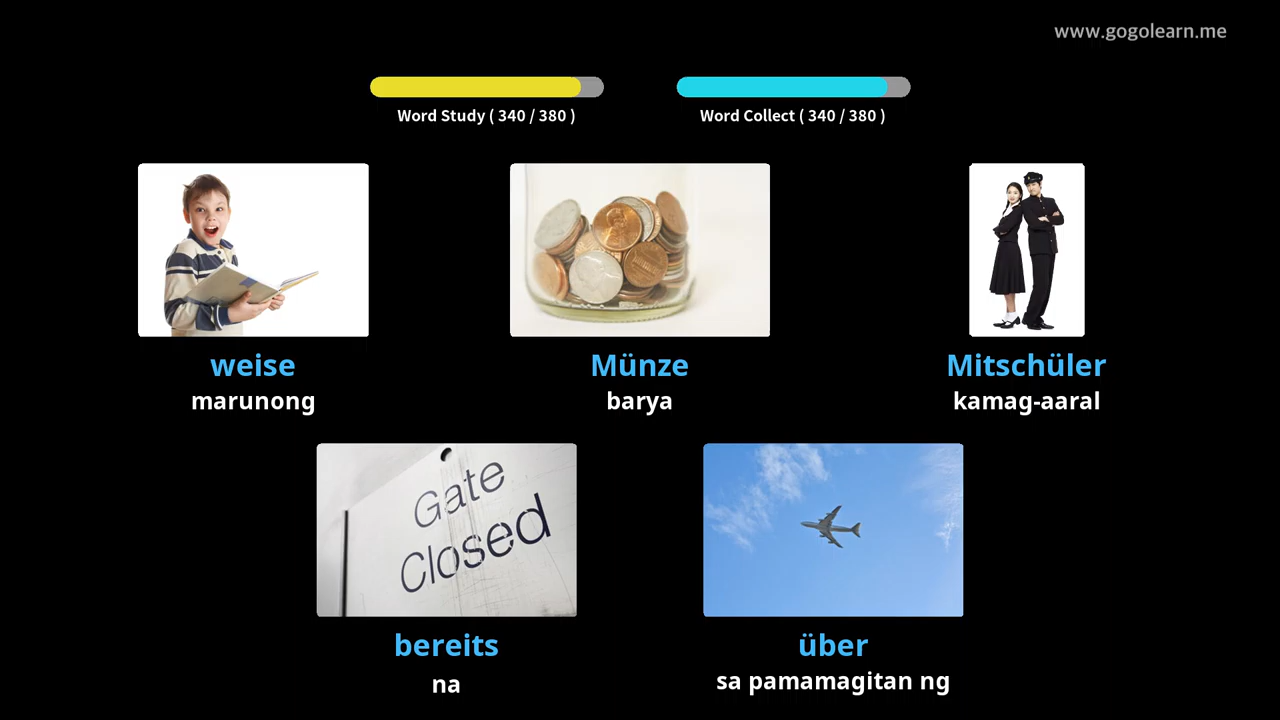 www.gogolearn.me
Word Study ( 340 / 380 )
Word Collect ( 340 / 380 )
weise
marunong
Münze
barya
Mitschüler
kamag-aaral
Gate
Closed
bereits
na
über
sa pamamagitan ng